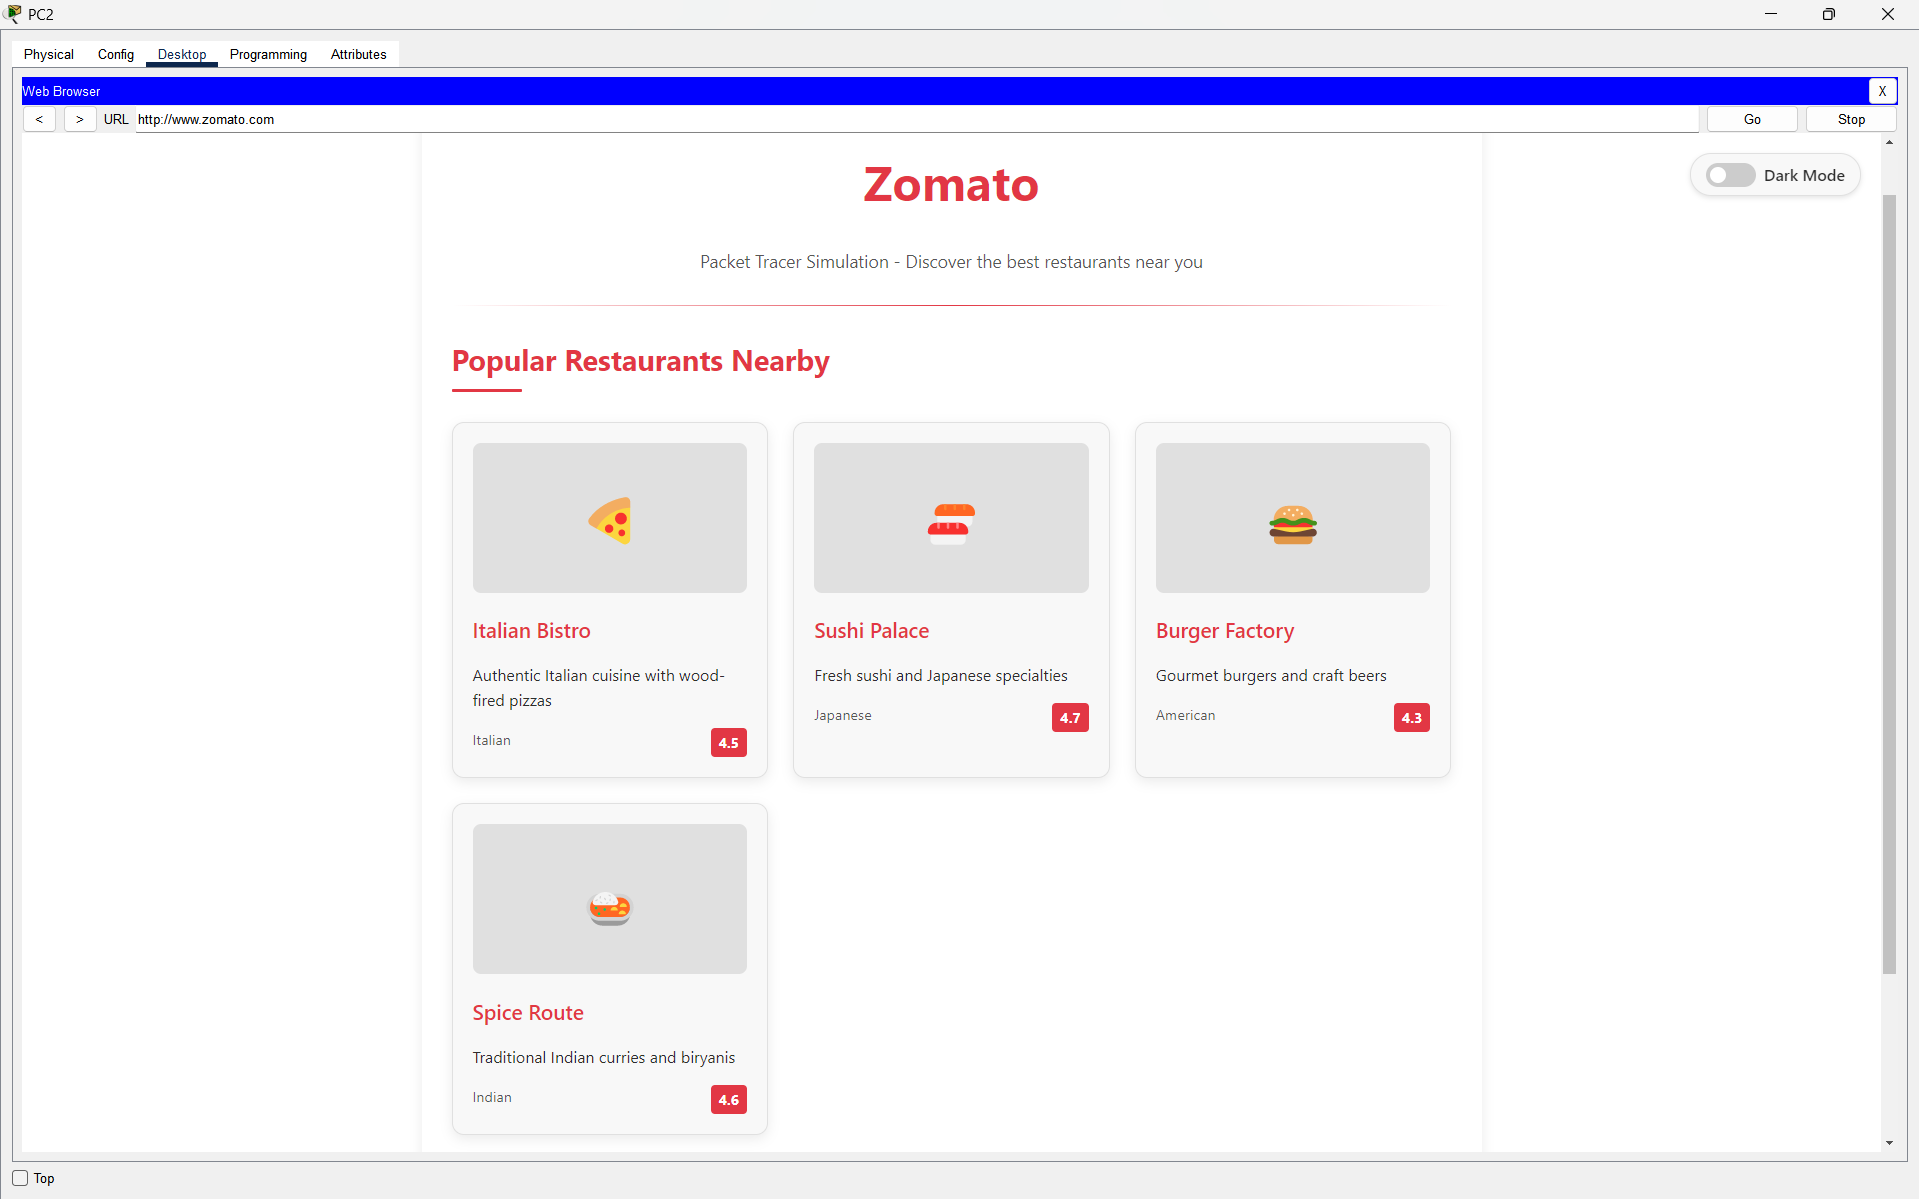 PC2
Physical Config Desktop Programming Attributes
Web Browser X
< > URL http://www.zomato.com Go Stop
Zomato
Dark Mode
Packet Tracer Simulation - Discover the best restaurants near you
Popular Restaurants Nearby
Italian Bistro
Authentic Italian cuisine with wood-
fired pizzas
Italian 4.5
Sushi Palace
Fresh sushi and Japanese specialties
Japanese 4.7
Burger Factory
Gourmet burgers and craft beers
American 4.3
Spice Route
Traditional Indian curries and biryanis
Indian 4.6
Top